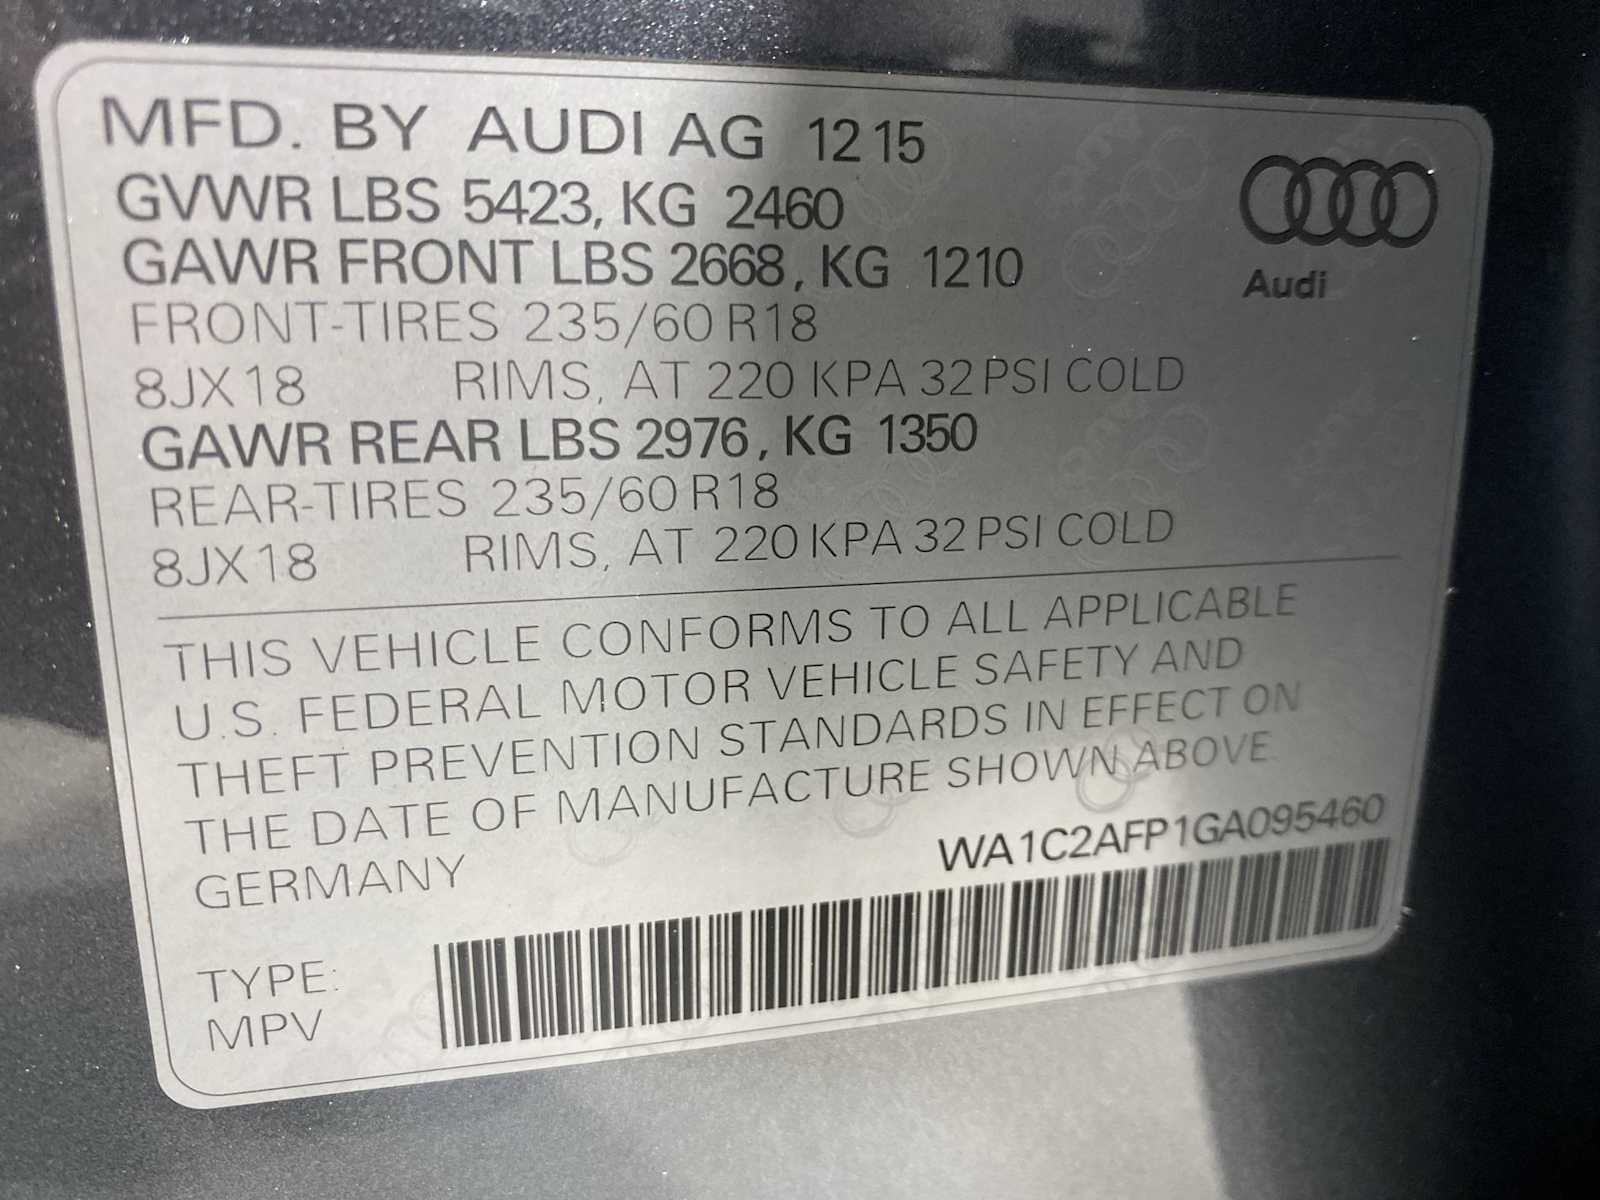 MFD. BY AUDI AG 12 15
GVWR LBS 5423, KG 2460
GAWR FRONT LBS 2668, KG 1210
FRONT-TIRES 235/60 R18
8JX18 RIMS, AT 220 KPA 32 PSI COLD
GAWR REAR LBS 2976, KG 1350
REAR-TIRES 235/60 R18
8JX18 RIMS, AT 220 KPA 32 PSI COLD
Audi
THIS VEHICLE CONFORMS TO ALL APPLICABLE
U.S. FEDERAL MOTOR VEHICLE SAFETY AND
THEFT PREVENTION STANDARDS IN EFFECT ON
THE DATE OF MANUFACTURE SHOWN ABOVE.
GERMANY
WA1C2AFP1GA095460
TYPE:
MPV